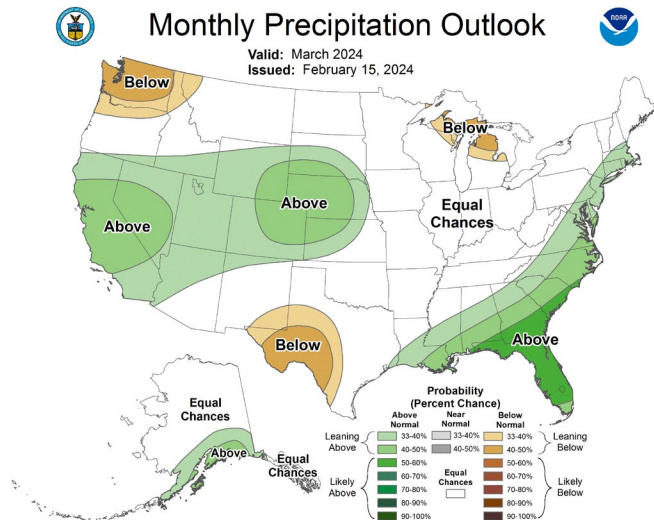 Monthly Precipitation Outlook
Valid: March 2024
Issued: February 15, 2024
NOAA
Below
Below
Above
Above
Equal
Chances
Below
Above
Equal
Chances
Above
Equal
Chances
Probability
(Percent Chance)
Above
Normal
Near
Normal
Below
Normal
Leaning
Above
33-40% 33-40% 33-40%
40-50% 40-50% 40-50%
Leaning
Below
Likely
Above
50-60% 50-60%
60-70% 60-70%
70-80% 70-80%
80-90% 80-90%
90-100% 90-100%
Equal
Chances
Likely
Below